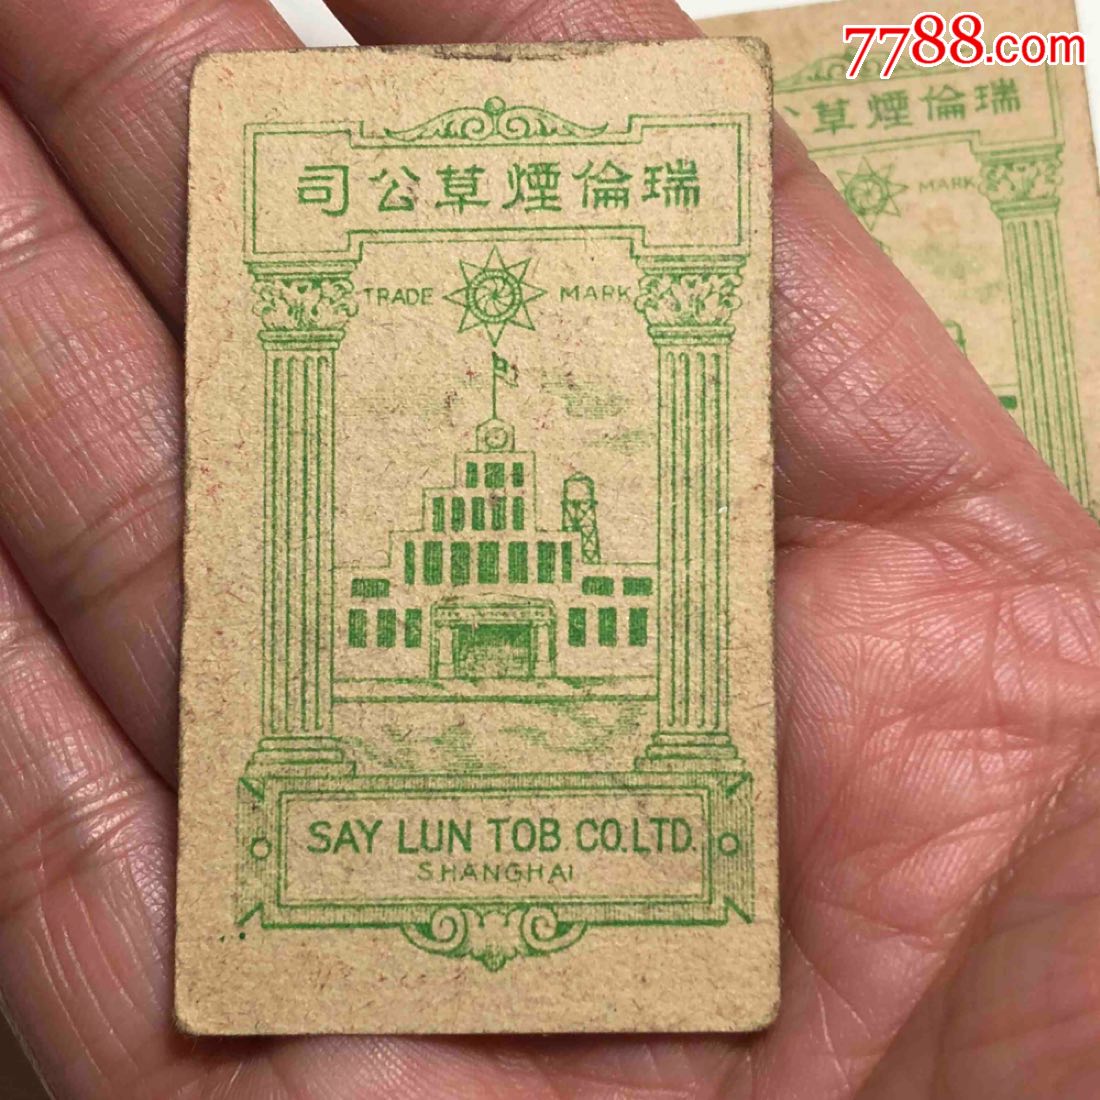 7788.com
瑞倫煙草公司
TRADE MARK
SAY LUN TOB CO.LTD.
SHANGHAI
瑞倫煙草
MARK